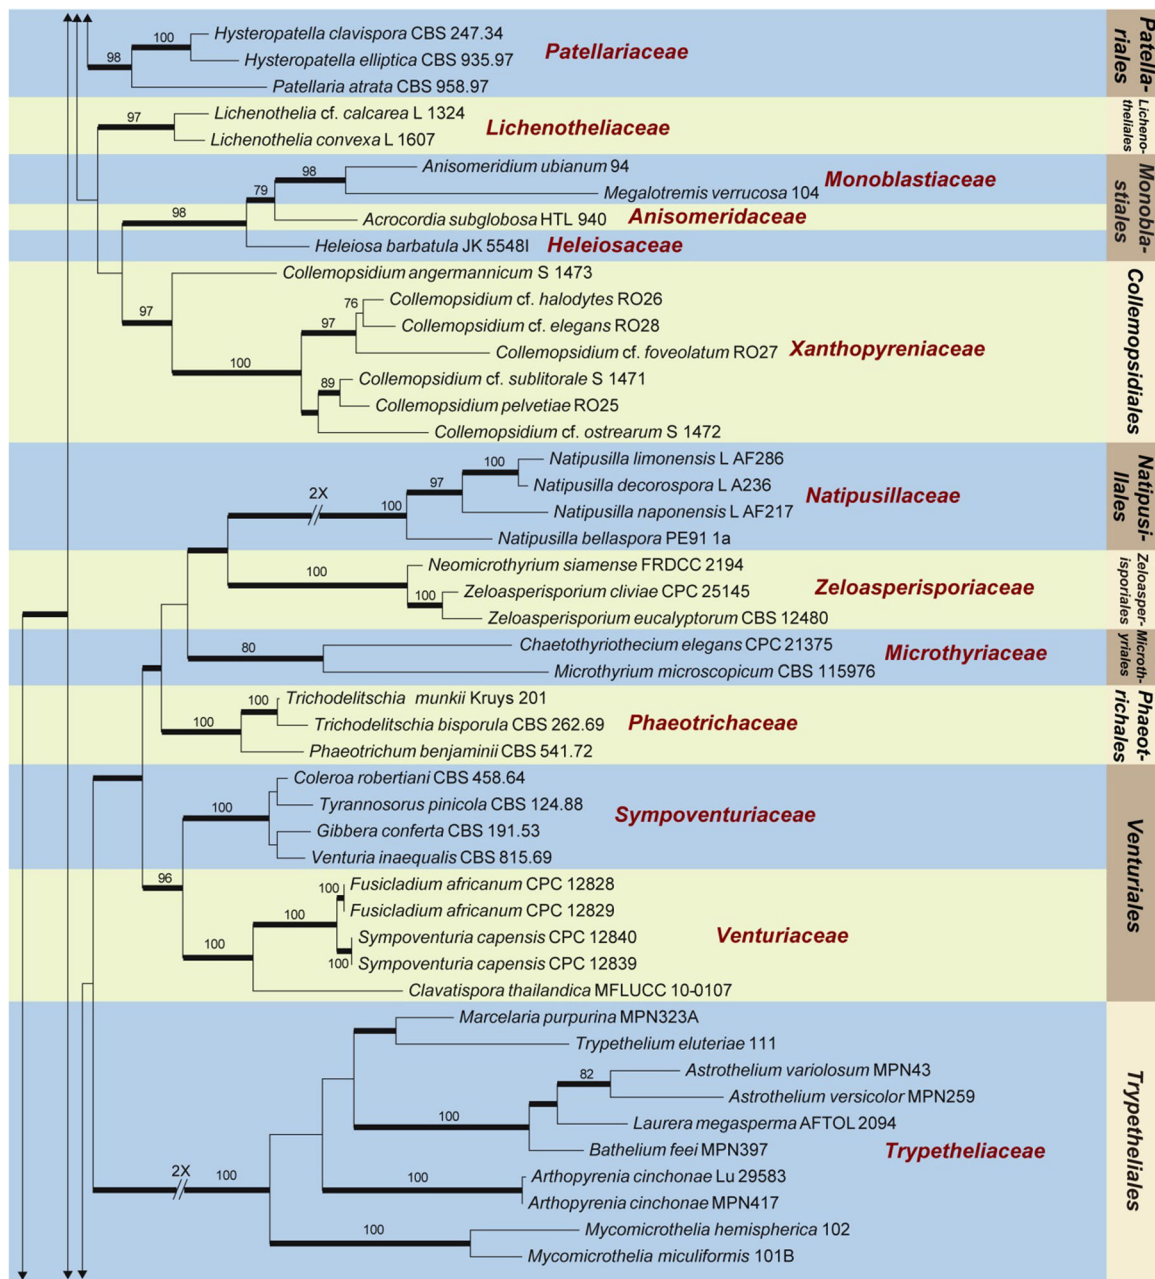 Hysteropatella clavispora CBS 247.34
100
Hysteropatella elliptica CBS 935.97
Patellariaceae
98
Patellaria atrata CBS 958.97
Patella-
riales
Lichenothelia cf. calcarea L 1324
97
Lichenotheliaceae
Lichenothelia convexa L 1607
Licheno-
theliales
Anisomeridium ubianum 94
98
Monoblastiaceae
79
Megalotremis verrucosa 104
98
Acrocordia subglobosa HTL 940
Anisomeridaceae
Heleiosa barbatula JK 5548I
Heleiosaceae
Monobla-
stiales
Collemopsidium angermannicum S 1473
97
76
Collemopsidium cf. halodytes RO26
97
Collemopsidium cf. elegans RO28
Collemopsidium cf. foveolatum RO27
Xanthopyreniaceae
100
89
Collemopsidium cf. sublitorale S 1471
Collemopsidium pelvetiae RO25
Collemopsidium cf. ostrearum S 1472
Collemopsidiales
Natipusilla limonensis L AF286
100
Natipusilla decorospora L A236
97
Natipusillaceae
2X
100
Natipusilla naponensis L AF217
Natipusilla bellaspora PE91 1a
Natipusi-
llales
Neomicrothyrium siamense FRDCC 2194
100
Zeloasperisporium cliviae CPC 25145
Zeloasperisporiaceae
100
Zeloasperisporium eucalyptorum CBS 12480
Zeloasper-
isporiales
Chaetothyriothecium elegans CPC 21375
80
Microthyriaceae
Microthyrium microscopicum CBS 115976
Microth-
yriales
Trichodelitschia munkii Kruys 201
100
Trichodelitschia bisporula CBS 262.69
Phaeotrichaceae
100
Phaeotrichum benjaminii CBS 541.72
Phaeot-
richales
Coleroa robertiani CBS 458.64
100
Tyrannosorus pinicola CBS 124.88
Sympoventuriaceae
Gibbera conferta CBS 191.53
Venturia inaequalis CBS 815.69
96
100
Fusicladium africanum CPC 12828
100
Fusicladium africanum CPC 12829
Sympoventuria capensis CPC 12840
Venturiaceae
100
100
Sympoventuria capensis CPC 12839
Clavatispora thailandica MFLUCC 10-0107
Venturiales
Marcelaria purpurina MPN323A
Trypethelium eluteriae 111
82
Astrothelium variolosum MPN43
Astrothelium versicolor MPN259
100
Laurera megasperma AFTOL 2094
Bathelium feei MPN397
Trypetheliaceae
2X
100
100
Arthopyrenia cinchonae Lu 29583
Arthopyrenia cinchonae MPN417
100
Mycomicrothelia hemispherica 102
Mycomicrothelia miculiformis 101B
Trypetheliales